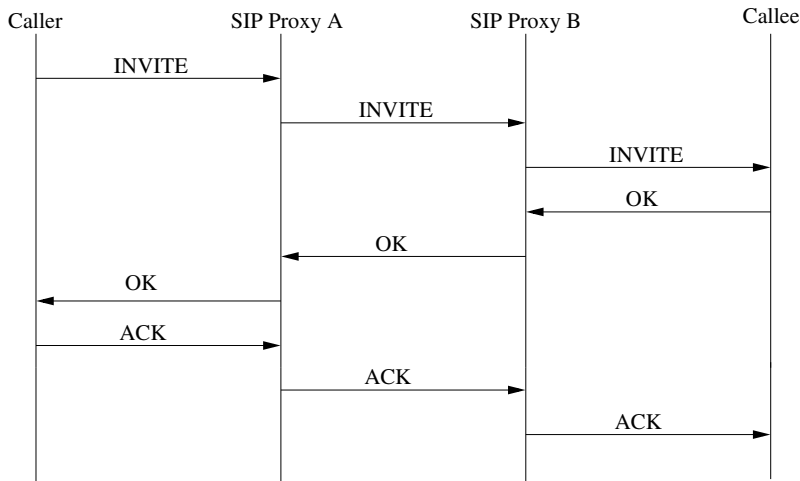 Caller
SIP Proxy A
SIP Proxy B
Callee
INVITE
INVITE
INVITE
OK
OK
OK
ACK
ACK
ACK